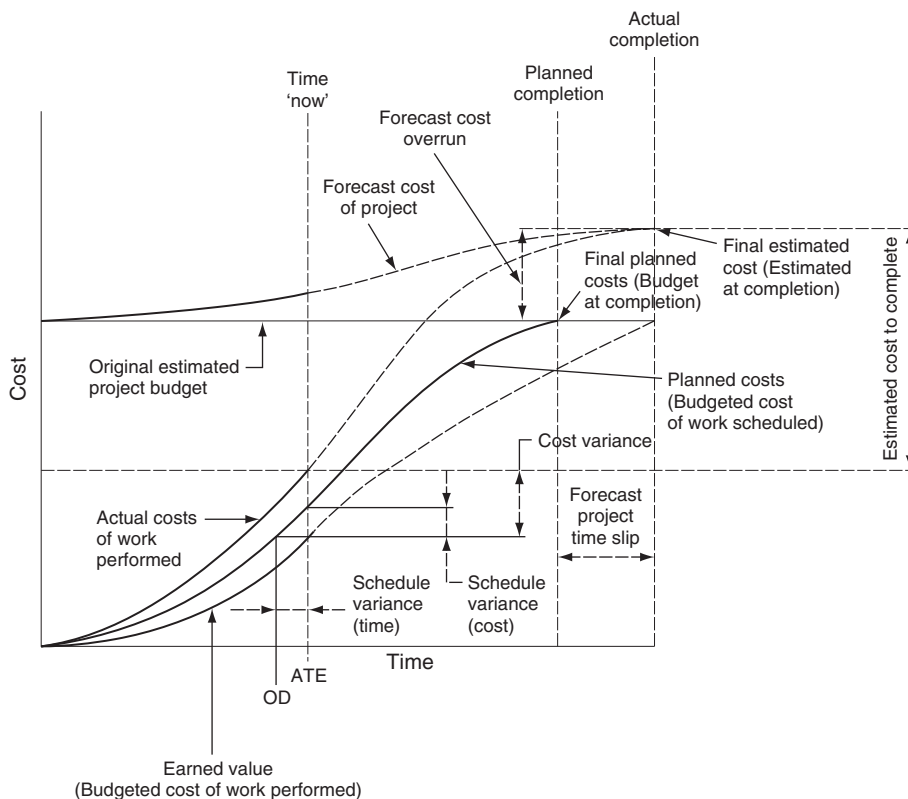 Actual
completion
Time
‘now’
Planned
completion
Forecast cost
overrun
Forecast cost
of project
Final planned
costs (Budget
at completion)
Final estimated
cost (Estimated
at completion)
Original estimated
project budget
Planned costs
(Budgeted cost
of work scheduled)
Estimated cost to complete
Cost
Cost variance
Actual costs
of work
performed
Forecast
project
time slip
Schedule
variance
(time)
Schedule
variance
(cost)
Time
ATE
OD
Earned value
(Budgeted cost of work performed)